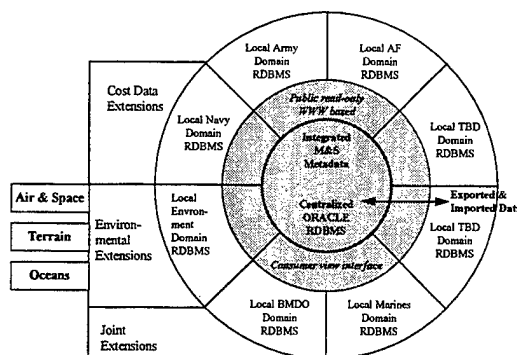 Local Army
Domain
RDBMS
Local AF
Domain
RDBMS
Cost Data
Extensions
Local Navy
Domain
RDBMS
Public read-only
WWW based
Local TBD
Domain
RDBMS
Integrated
M&S
Metadata
Air & Space
Terrain
Oceans
Environ-
mental
Extensions
Local
Environ-
ment
Domain
RDBMS
Centralized
ORACLE
RDBMS
Exported &
Imported Dat
Local TBD
Domain
RDBMS
Consumer view interface
Local BMDO
Domain
RDBMS
Local Marines
Domain
RDBMS
Joint
Extensions